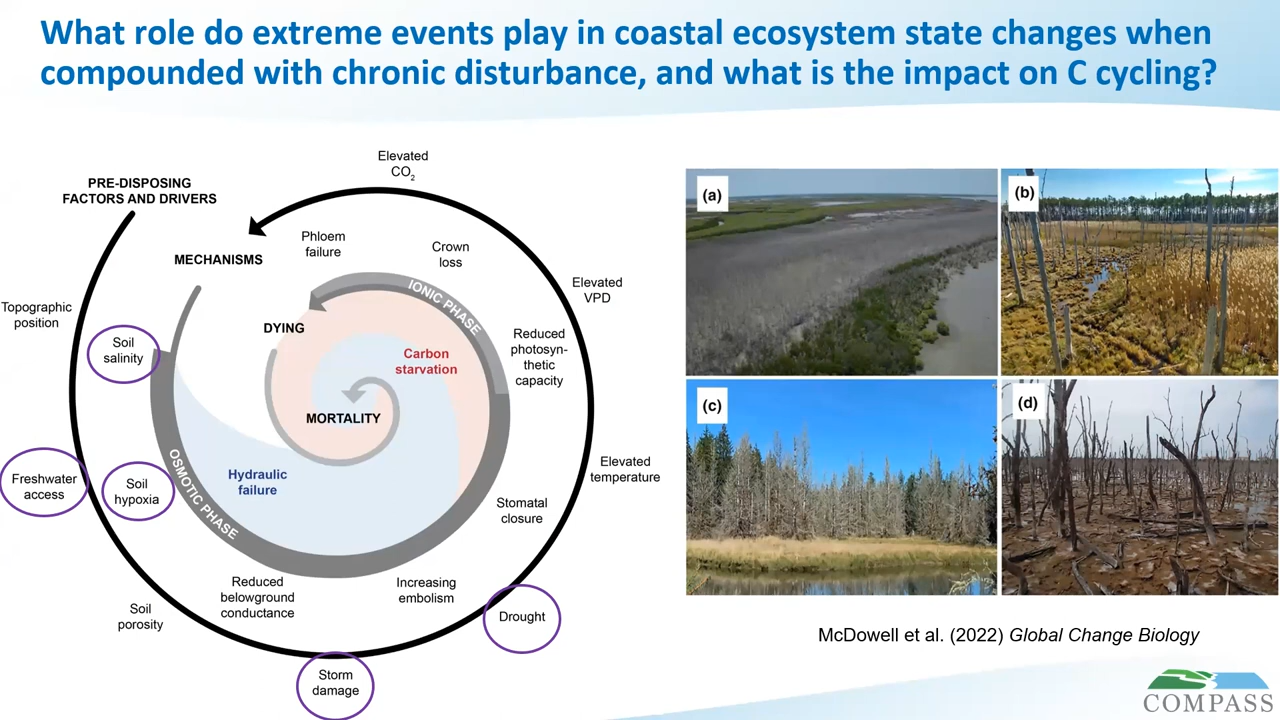 What role do extreme events play in coastal ecosystem state changes when
compounded with chronic disturbance, and what is the impact on C cycling?
PRE-DISPOSING
FACTORS AND DRIVERS
Elevated
CO2
MECHANISMS
Phloem
failure
Crown
loss
Elevated
VPD
Topographic
position
Soil
salinity
DYING
IONIC PHASE
Carbon
starvation
Reduced
photosyn-
thetic
capacity
MORTALITY
Freshwater
access
Soil
hypoxia
OSMOTIC PHASE
Hydraulic
failure
Elevated
temperature
Stomatal
closure
Soil
porosity
Reduced
belowground
conductance
Increasing
embolism
Drought
Storm
damage
(a)
(b)
(c)
(d)
McDowell et al. (2022) Global Change Biology
COMPASS